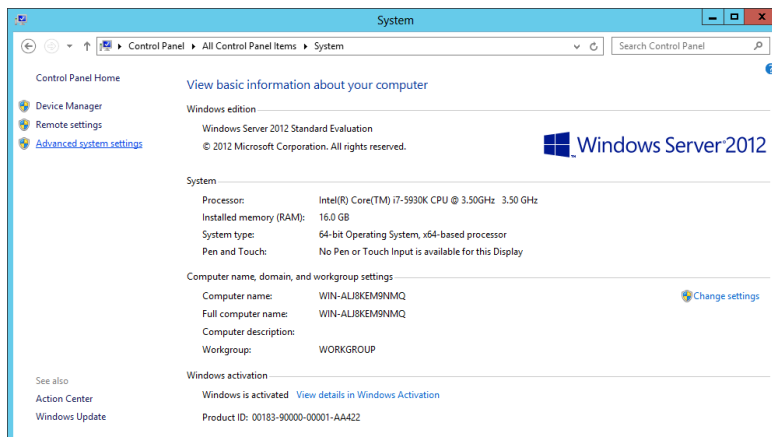 System
Control Panel ▸ All Control Panel Items ▸ System
Search Control Panel
Control Panel Home
Device Manager
Remote settings
Advanced system settings
View basic information about your computer
Windows edition
Windows Server 2012 Standard Evaluation
© 2012 Microsoft Corporation. All rights reserved.
Windows Server®2012
System
Processor: Intel(R) Core(TM) i7-5930K CPU @ 3.50GHz 3.50 GHz
Installed memory (RAM): 16.0 GB
System type: 64-bit Operating System, x64-based processor
Pen and Touch: No Pen or Touch Input is available for this Display
Computer name, domain, and workgroup settings
Computer name: WIN-ALJ8KEM9NMQ
Change settings
Full computer name: WIN-ALJ8KEM9NMQ
Computer description:
Workgroup: WORKGROUP
Windows activation
Windows is activated View details in Windows Activation
Product ID: 00183-90000-00001-AA422
See also
Action Center
Windows Update